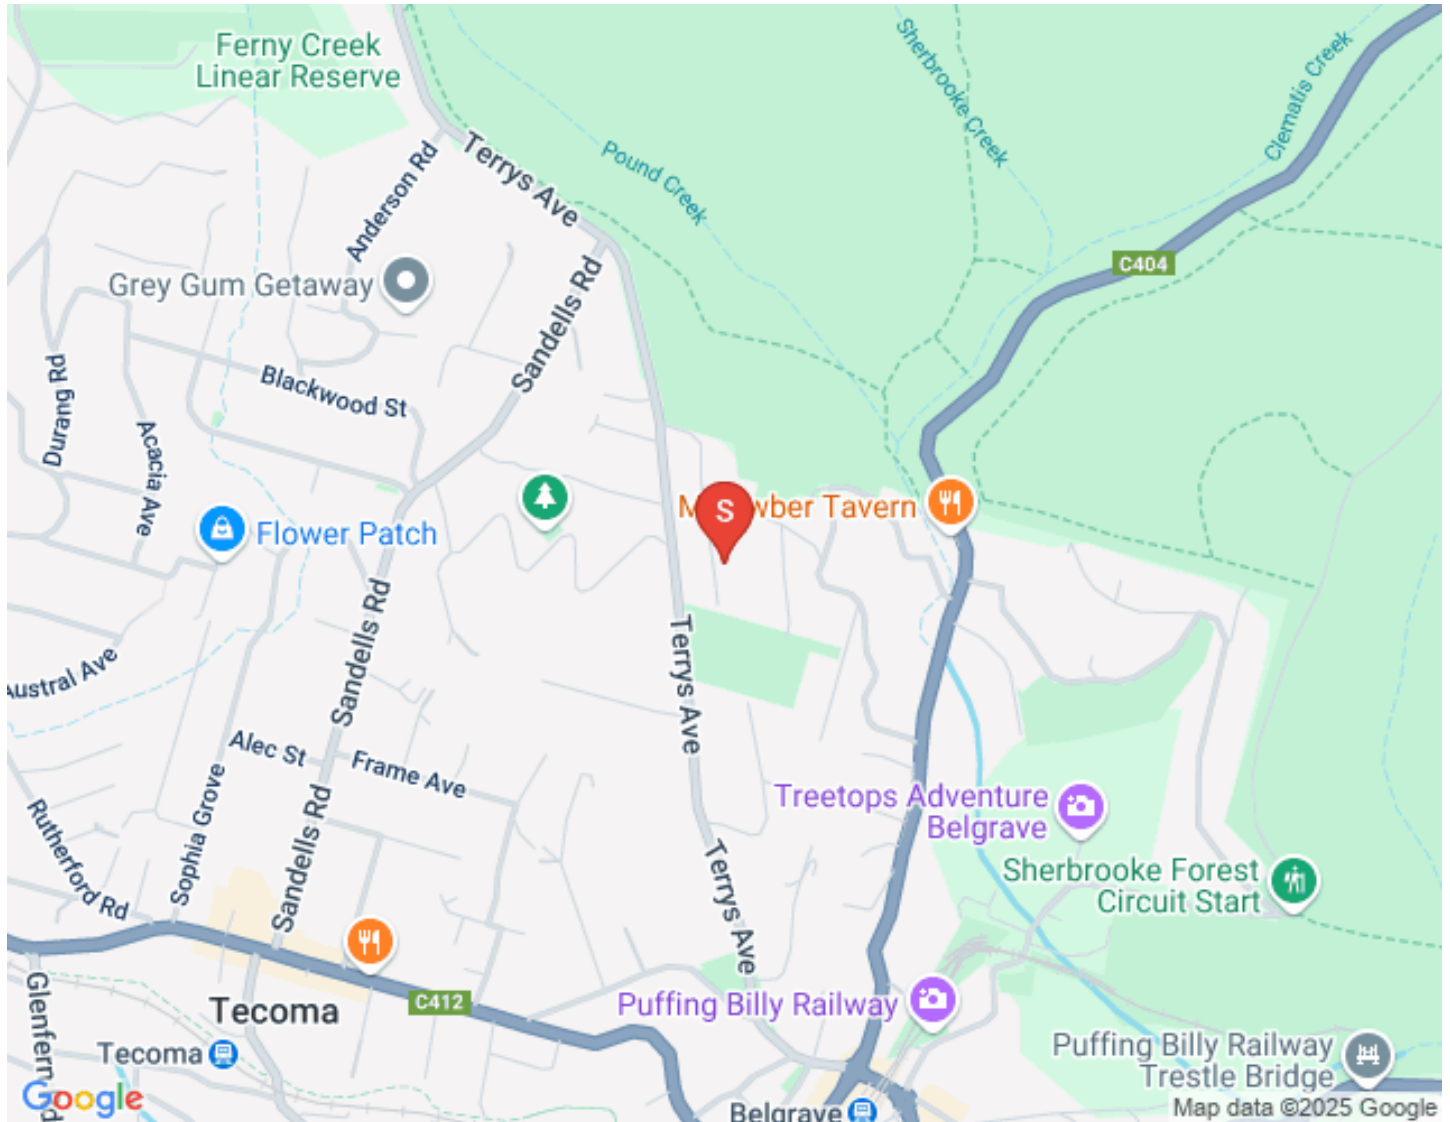 Ferny Creek
Linear Reserve
Sherbrooke Creek
Clematis Creek
Terrys Ave
Pound Creek
Anderson Rd
C404
Grey Gum Getaway
Sandells Rd
Durang Rd
Blackwood St
Acacia Ave
S
Tavern
Flower Patch
Sandells Rd
Terrys Ave
Austral Ave
Alec St
Frame Ave
Sophia Grove
Rutherford Rd
Sandells Rd
Treetops Adventure
Belgrave
Terrys Ave
Sherbrooke Forest
Circuit Start
Tecoma
C412
Puffing Billy Railway
Tecoma
Puffing Billy Railway
Trestle Bridge
Google
Belgrave
Map data ©2025 Google